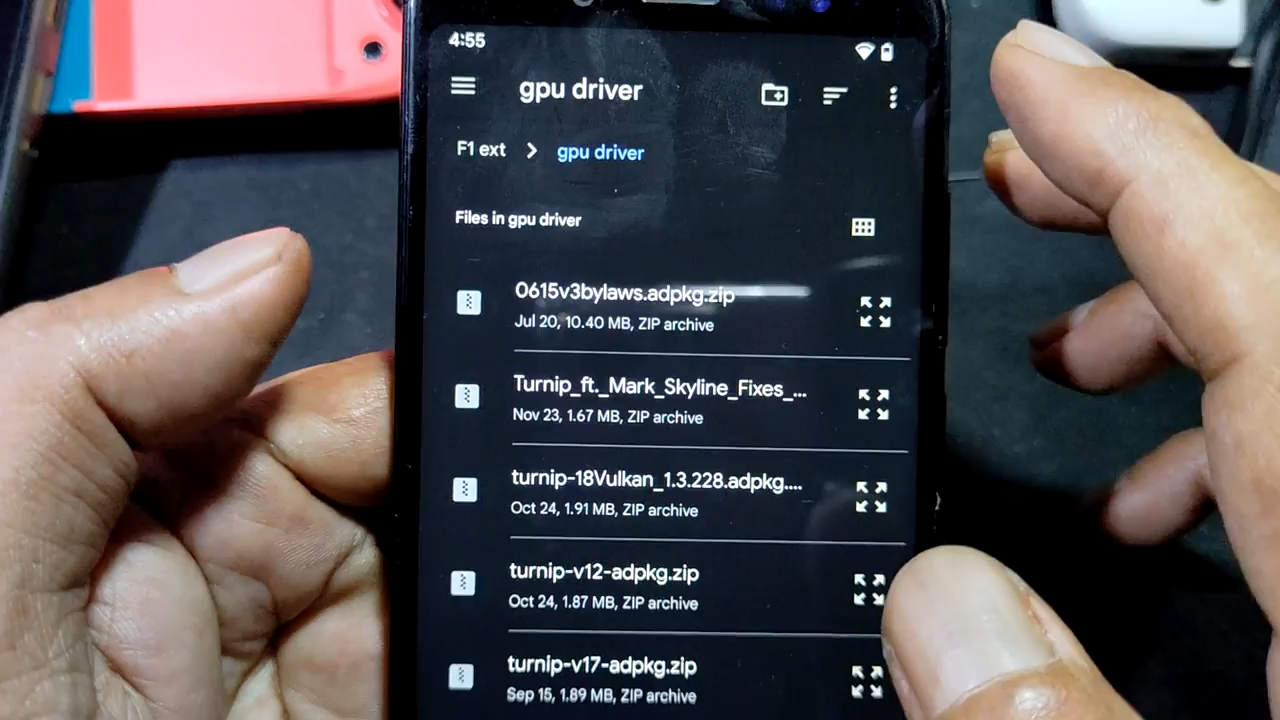 4:55
gpu driver
F1 ext > gpu driver
Files in gpu driver
0615v3bylaws.adpkg.zip
Jul 20, 10.40 MB, ZIP archive
Turnip_ft._Mark_Skyline_Fixes_...
Nov 23, 1.67 MB, ZIP archive
turnip-18Vulkan_1.3.228.adpkg....
Oct 24, 1.91 MB, ZIP archive
turnip-v12-adpkg.zip
Oct 24, 1.87 MB, ZIP archive
turnip-v17-adpkg.zip
Sep 15, 1.89 MB, ZIP archive